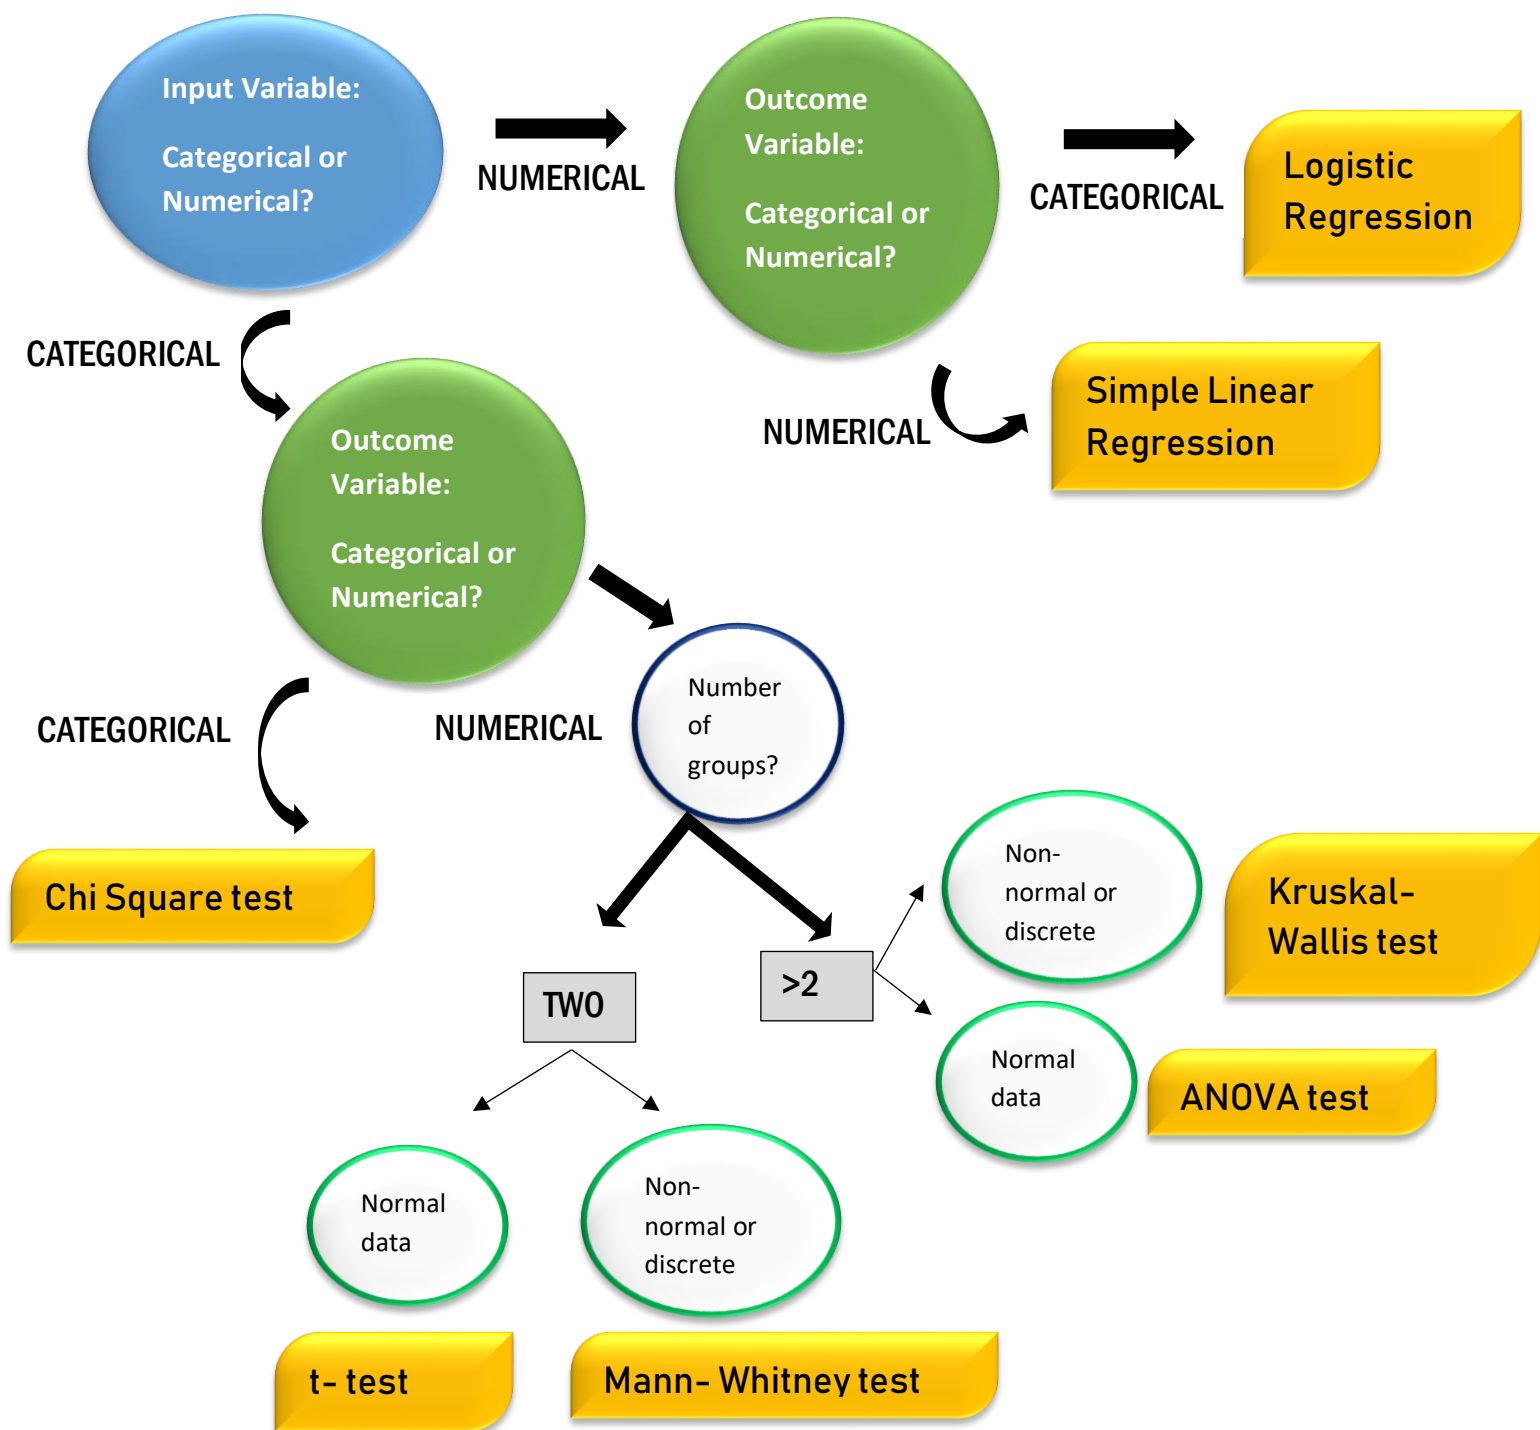 Input Variable:
Categorical or
Numerical?
NUMERICAL
Outcome
Variable:
Categorical or
Numerical?
CATEGORICAL
Logistic
Regression
NUMERICAL
Simple Linear
Regression
CATEGORICAL
Outcome
Variable:
Categorical or
Numerical?
CATEGORICAL
Chi Square test
NUMERICAL
Number
of
groups?
TWO
>2
Non-
normal or
discrete
Kruskal-
Wallis test
Normal
data
ANOVA test
Normal
data
Non-
normal or
discrete
t- test
Mann- Whitney test